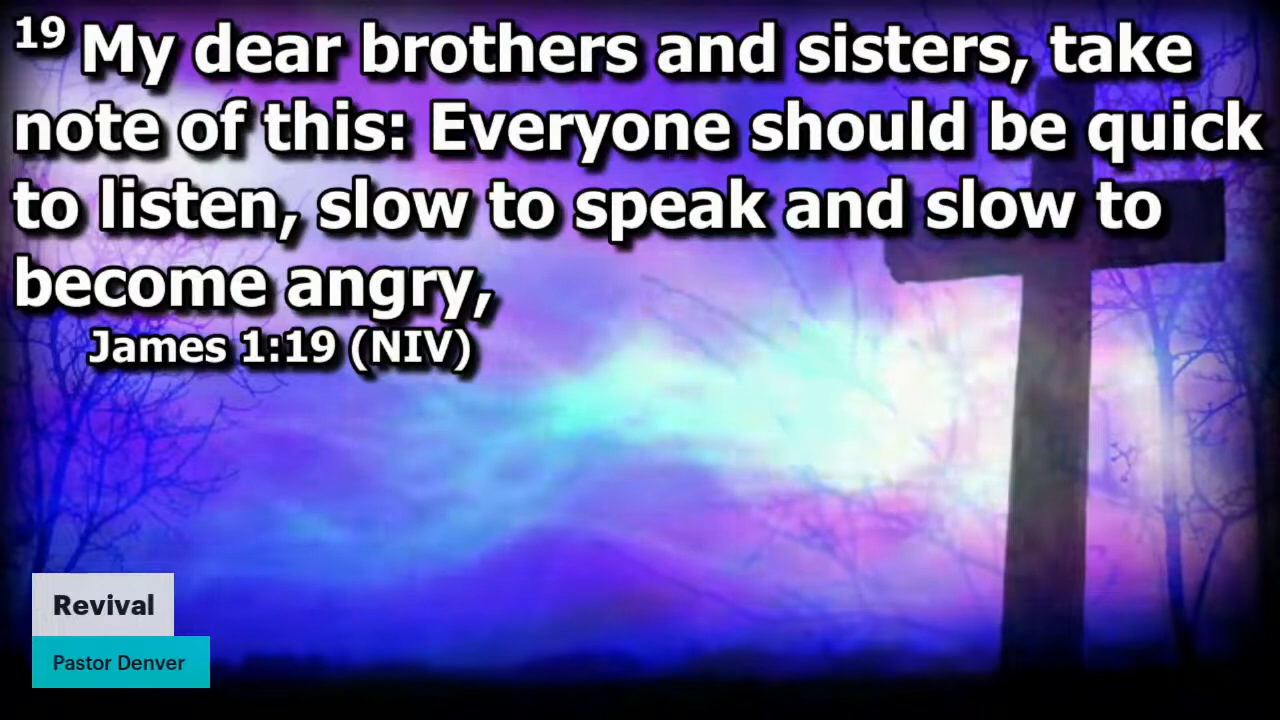 19 My dear brothers and sisters, take
note of this: Everyone should be quick
to listen, slow to speak and slow to
become angry,
James 1:19 (NIV)
Revival
Pastor Denver